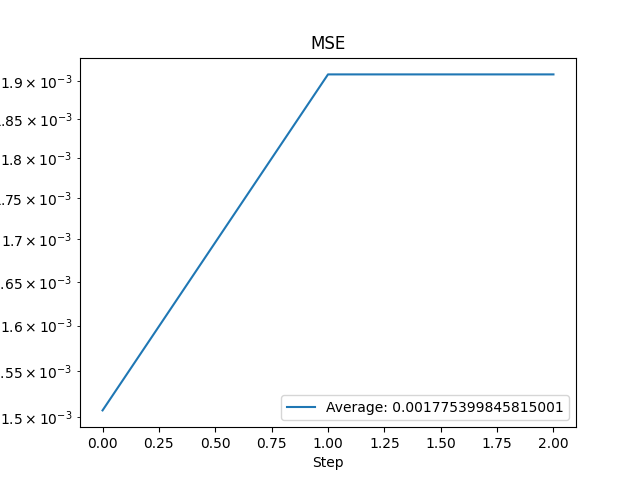 MSE
1.9 × 10⁻³
.85 × 10⁻³
1.8 × 10⁻³
.75 × 10⁻³
1.7 × 10⁻³
.65 × 10⁻³
1.6 × 10⁻³
.55 × 10⁻³
1.5 × 10⁻³
Average: 0.001775399845815001
0.00 0.25 0.50 0.75 1.00 1.25 1.50 1.75 2.00
Step